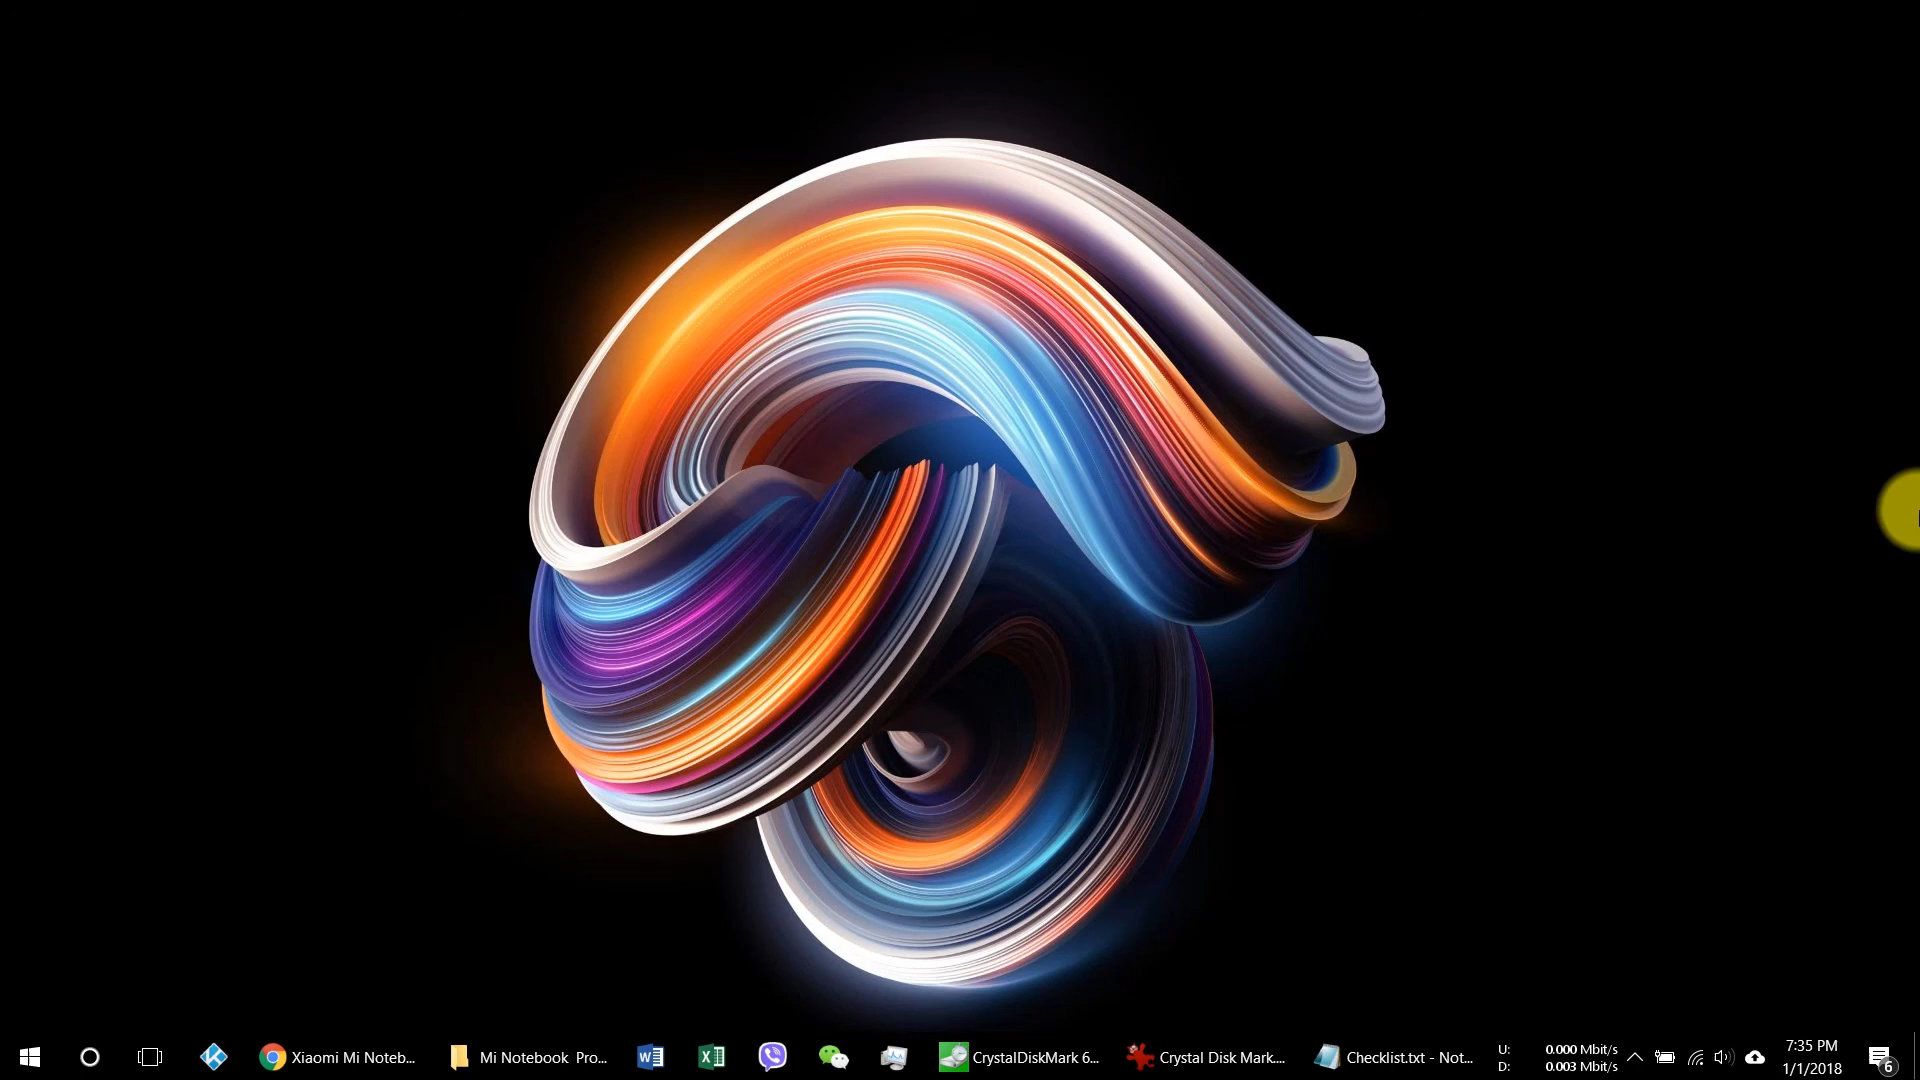 Xiaomi Mi Noteb...
Mi Notebook Pro...
CrystalDiskMark 6...
Crystal Disk Mark....
Checklist.txt - Not...
U: 0.000 Mbit/s
D: 0.003 Mbit/s
7:35 PM
1/1/2018
6